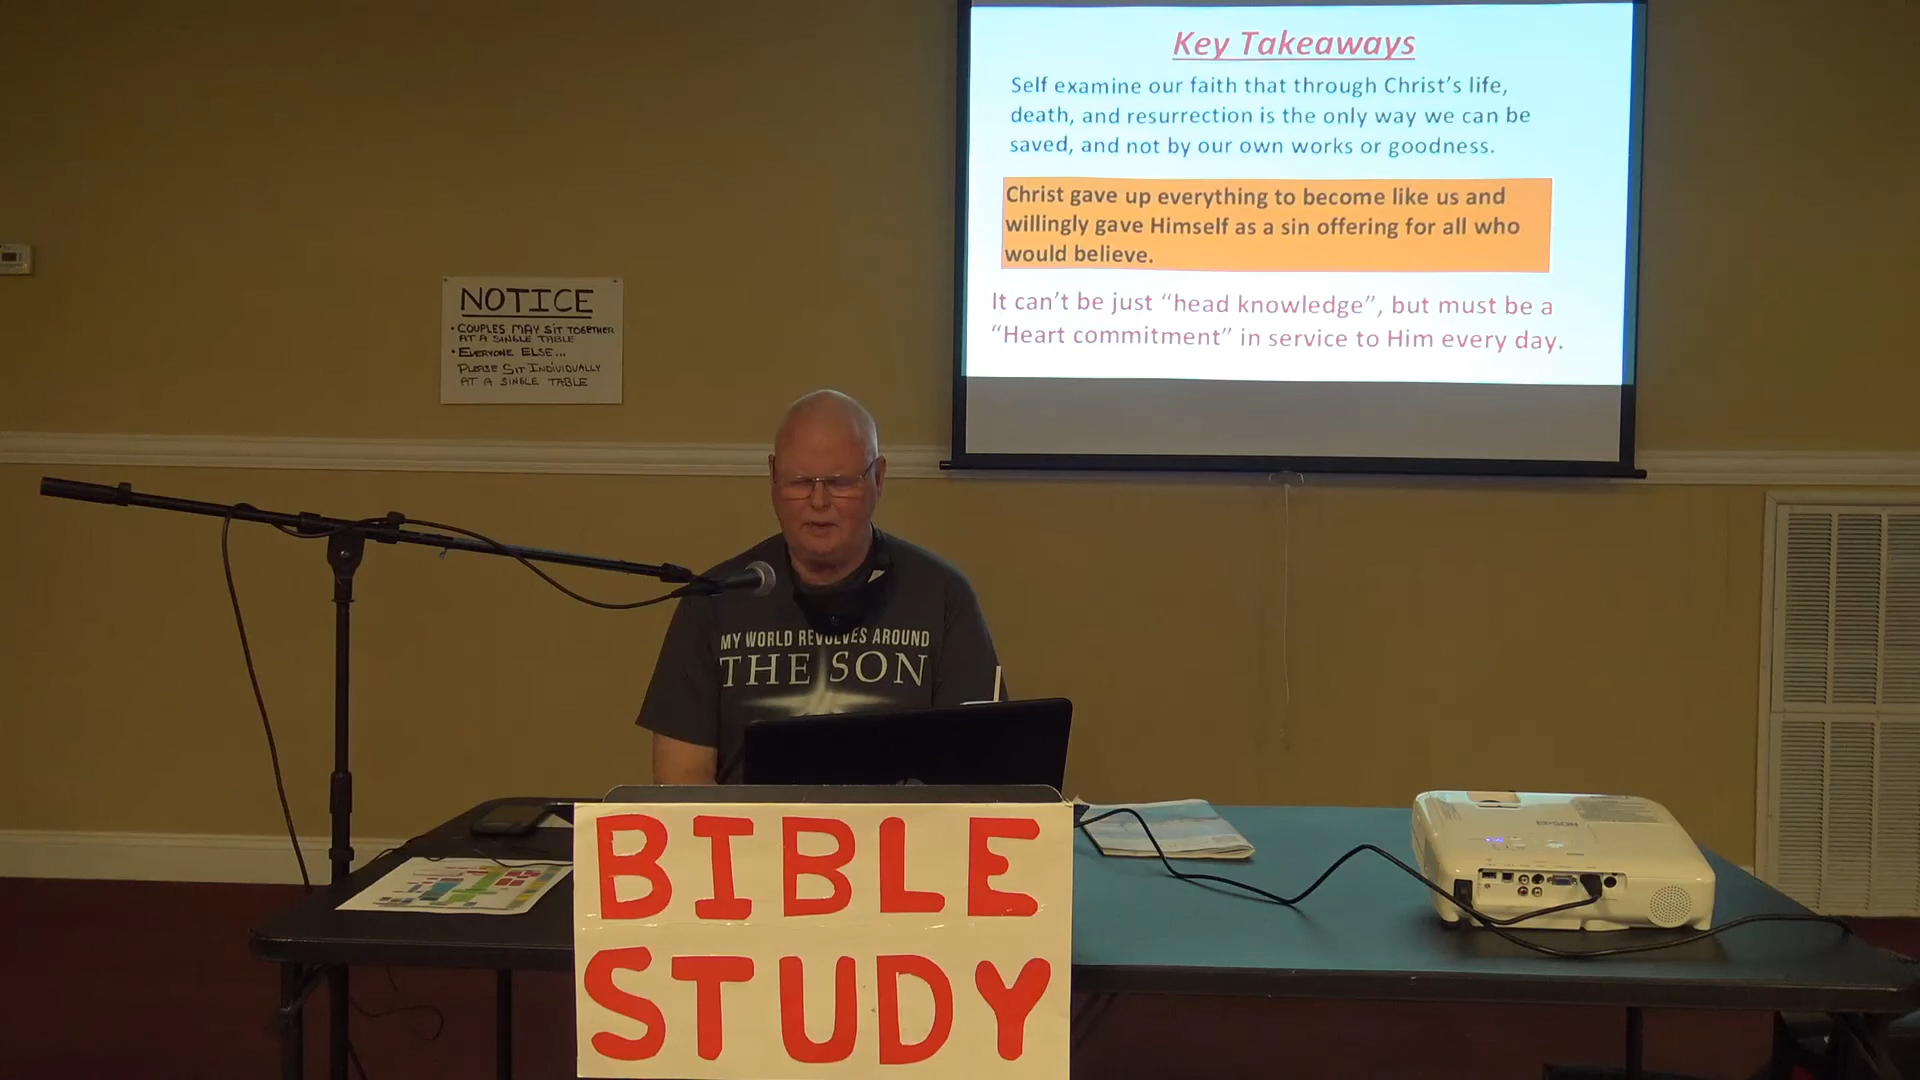 Key Takeaways
Self examine our faith that through Christ's life,
death, and resurrection is the only way we can be
saved, and not by our own works or goodness.
Christ gave up everything to become like us and
willingly gave Himself as a sin offering for all who
would believe.
It can't be just “head knowledge”, but must be a
“Heart commitment” in service to Him every day.
NOTICE
• COUPLES MAY SIT TOGETHER
AT A SINGLE TABLE
• EVERYONE ELSE...
PLEASE SIT INDIVIDUALLY
AT A SINGLE TABLE
MY WORLD REVOLVES AROUND
THE SON
EPSON
BIBLE
STUDY